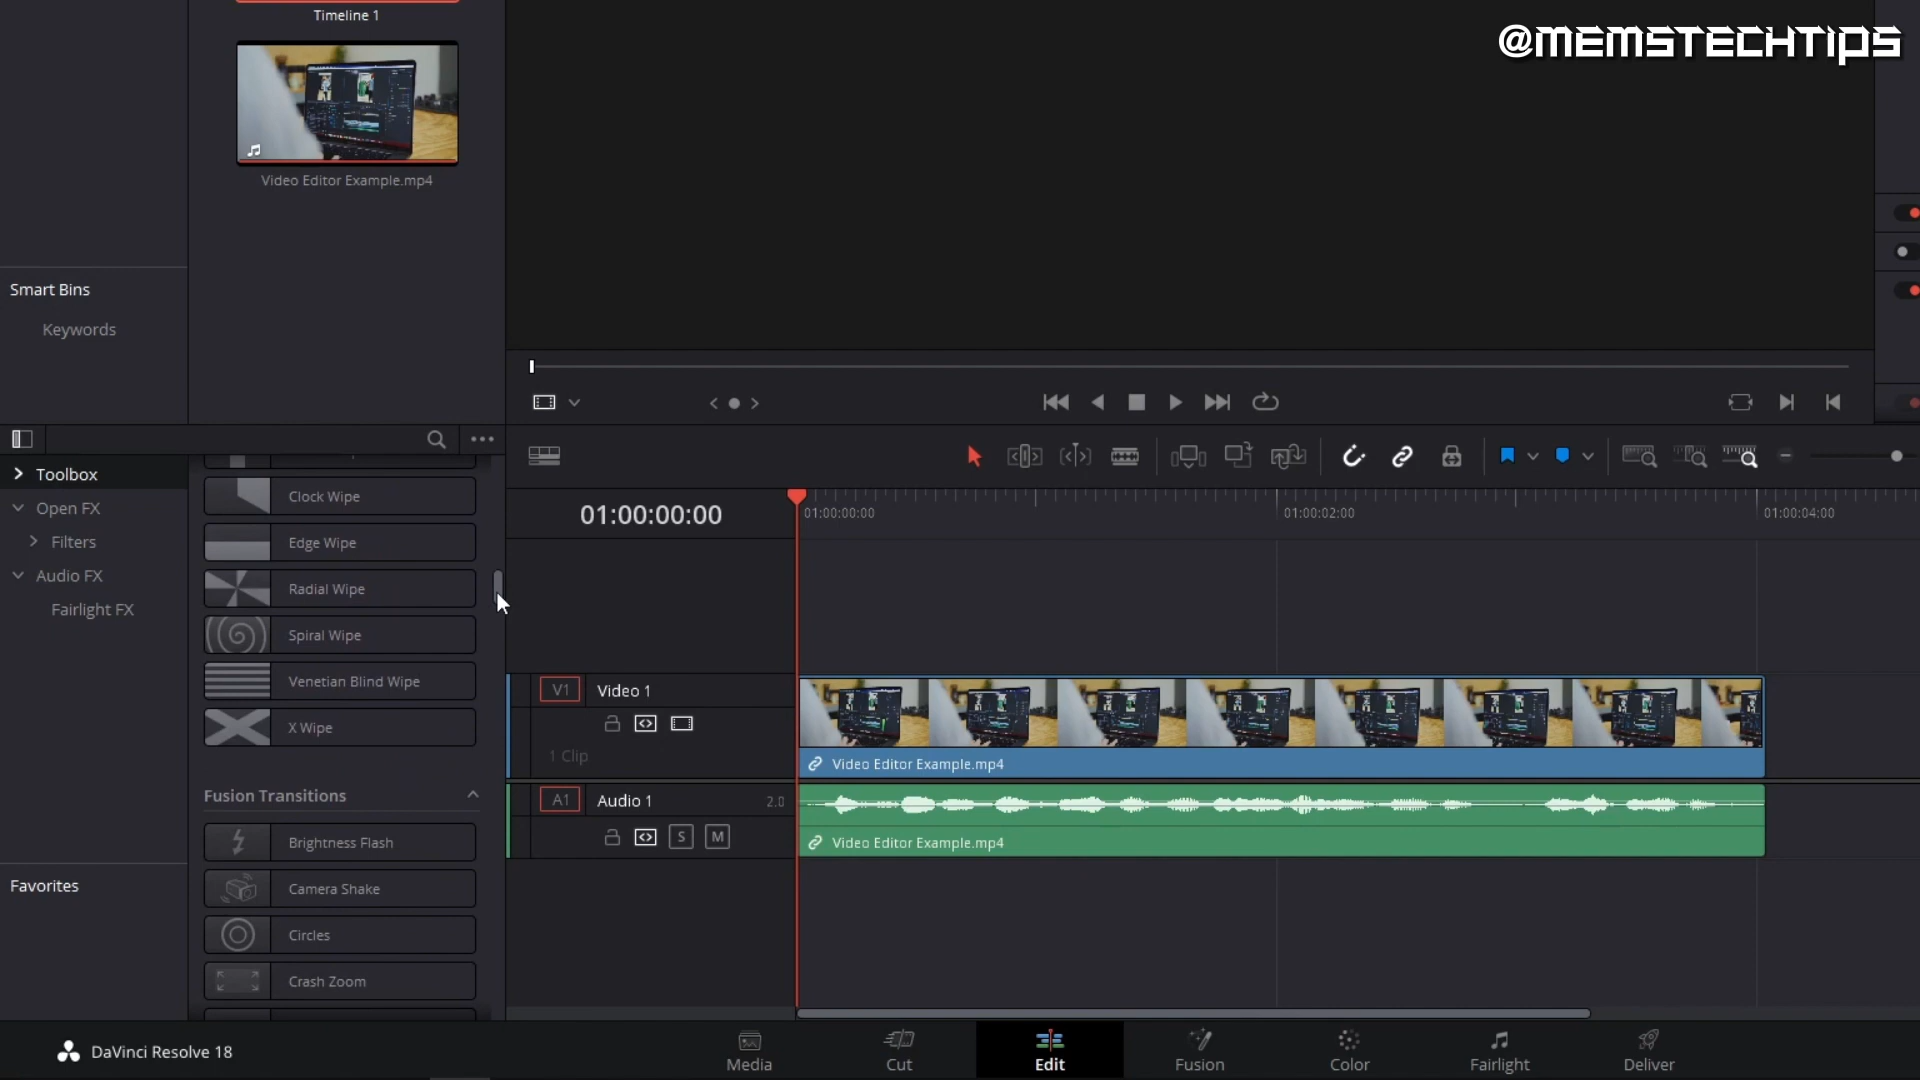 @MEMSTECHTIPS
Timeline 1
Video Editor Example.mp4
Smart Bins
Keywords
Toolbox
Open FX
Filters
Audio FX
Fairlight FX
Favorites
Clock Wipe
Edge Wipe
Radial Wipe
Spiral Wipe
Venetian Blind Wipe
X Wipe
Fusion Transitions
Brightness Flash
Camera Shake
Circles
Crash Zoom
01:00:00:00
01:00:00:00
01:00:02:00
01:00:04:00
V1
Video 1
1 Clip
Video Editor Example.mp4
A1
Audio 1
2.0
S
M
Video Editor Example.mp4
DaVinci Resolve 18
Media
Cut
Edit
Fusion
Color
Fairlight
Deliver